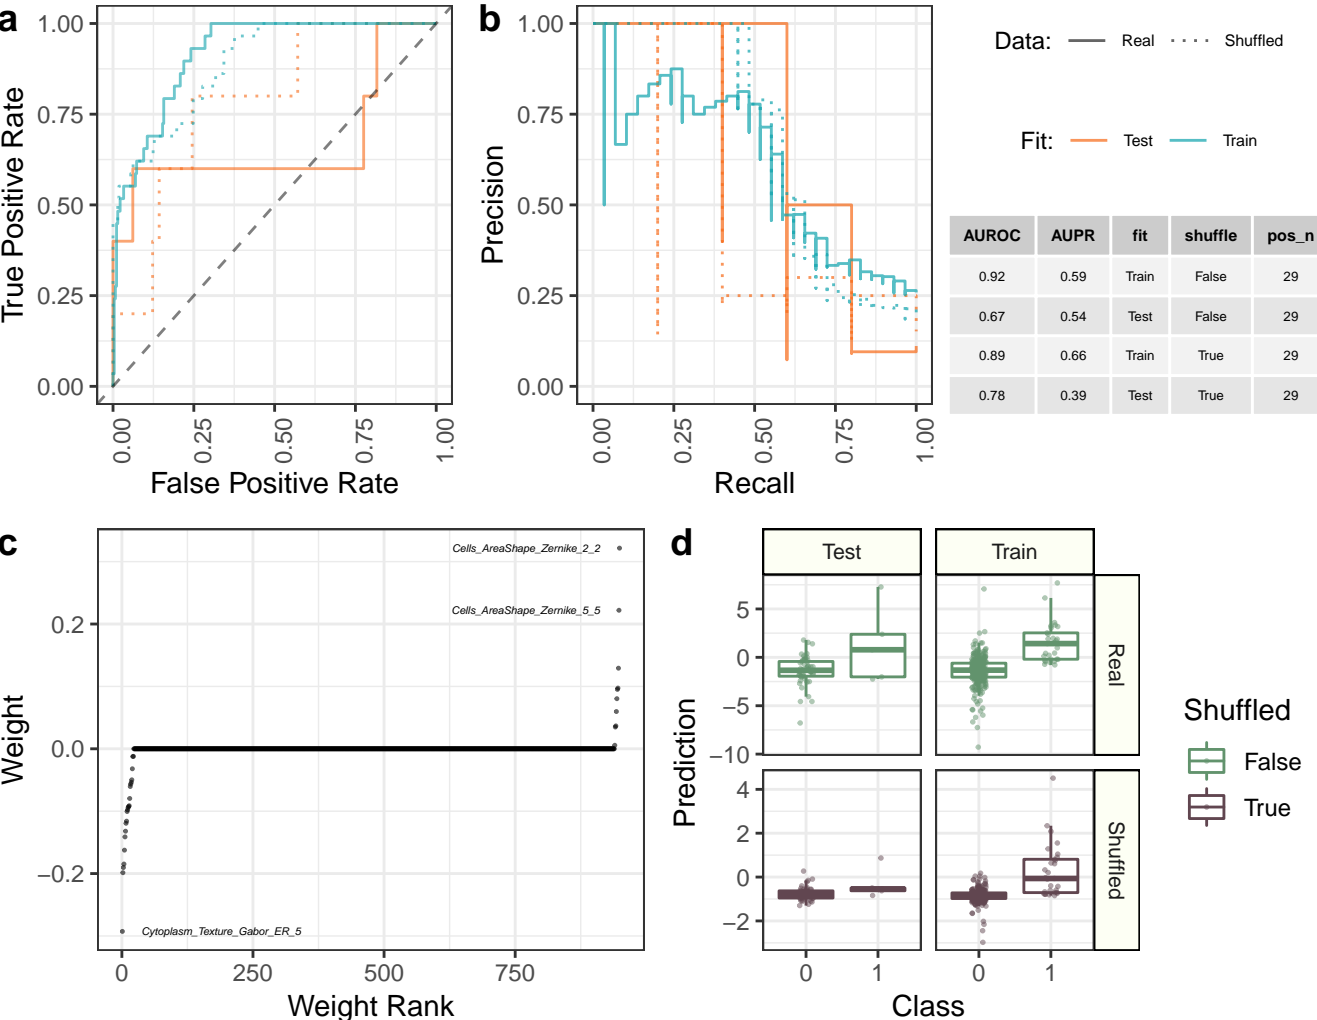 a
1.00
0.75
0.50
0.25
0.00
True Positive Rate
0.00
0.25
0.50
0.75
1.00
False Positive Rate
b
1.00
0.75
0.50
0.25
0.00
Precision
0.00
0.25
0.50
0.75
1.00
Recall
Data: Real Shuffled
Fit: Test Train
AUROC AUPR fit shuffle pos_n
0.92 0.59 Train False 29
0.67 0.54 Test False 29
0.89 0.66 Train True 29
0.78 0.39 Test True 29
c
Cells_AreaShape_Zernike_2_2
Cells_AreaShape_Zernike_5_5
Cytoplasm_Texture_Gabor_ER_5
0.2
0.0
−0.2
Weight
0 250 500 750
Weight Rank
d
Test Train
5
0
−5
−10
Real
4
2
0
−2
Shuffled
Prediction
0 1 0 1
Class
Shuffled
False
True